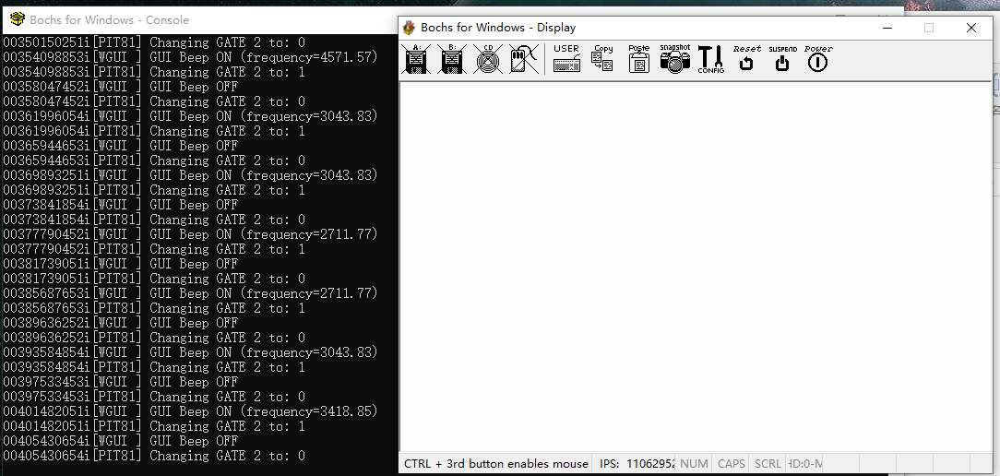 Bochs for Windows - Console
00350150251i[PIT81] Changing GATE 2 to: 0
00354098853i[WGUI ] GUI Beep ON (frequency=4571.57)
00354098853i[PIT81] Changing GATE 2 to: 1
00358047452i[WGUI ] GUI Beep OFF
00358047452i[PIT81] Changing GATE 2 to: 0
00361996054i[WGUI ] GUI Beep ON (frequency=3043.83)
00361996054i[PIT81] Changing GATE 2 to: 1
00365944653i[WGUI ] GUI Beep OFF
00365944653i[PIT81] Changing GATE 2 to: 0
00369893251i[WGUI ] GUI Beep ON (frequency=3043.83)
00369893251i[PIT81] Changing GATE 2 to: 1
00373841854i[WGUI ] GUI Beep OFF
00373841854i[PIT81] Changing GATE 2 to: 0
00377790452i[WGUI ] GUI Beep ON (frequency=2711.77)
00377790452i[PIT81] Changing GATE 2 to: 1
00381739051i[WGUI ] GUI Beep OFF
00381739051i[PIT81] Changing GATE 2 to: 0
00385687653i[WGUI ] GUI Beep ON (frequency=2711.77)
00385687653i[PIT81] Changing GATE 2 to: 1
00389636252i[WGUI ] GUI Beep OFF
00389636252i[PIT81] Changing GATE 2 to: 0
00393584854i[WGUI ] GUI Beep ON (frequency=3043.83)
00393584854i[PIT81] Changing GATE 2 to: 1
00397533453i[WGUI ] GUI Beep OFF
00397533453i[PIT81] Changing GATE 2 to: 0
00401482051i[WGUI ] GUI Beep ON (frequency=3418.85)
00401482051i[PIT81] Changing GATE 2 to: 1
00405430654i[WGUI ] GUI Beep OFF
00405430654i[PIT81] Changing GATE 2 to: 0
Bochs for Windows - Display
A: B: CD USER Copy Poste snapshot CONFIG Reset SUSPEND Power
CTRL + 3rd button enables mouse IPS: 11062952 NUM CAPS SCRL HD:0-M